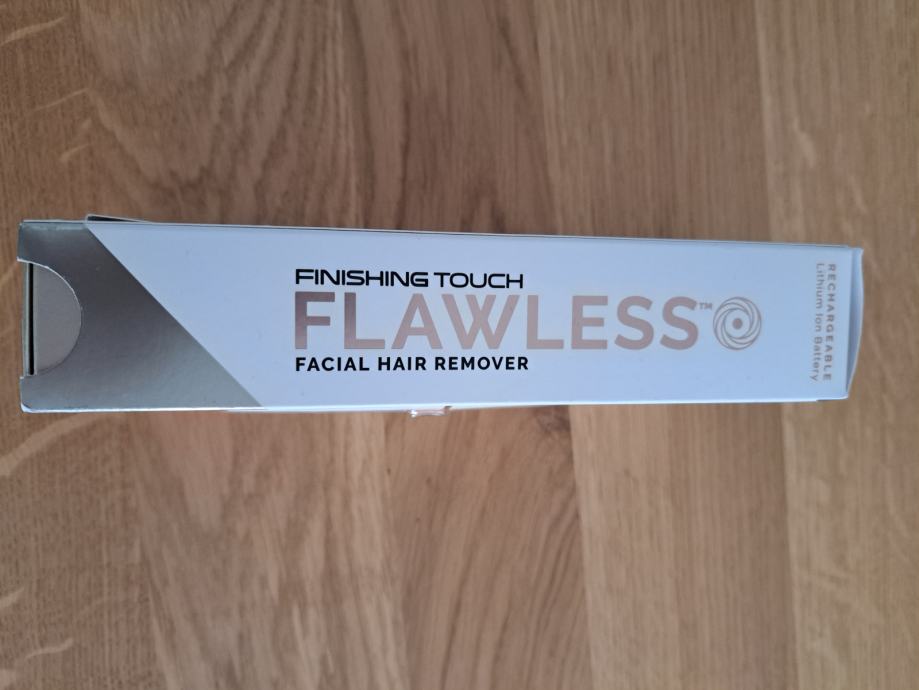 FINISHING TOUCH
FLAWLESS™
FACIAL HAIR REMOVER
RECHARGEABLE
Lithium Ion Battery